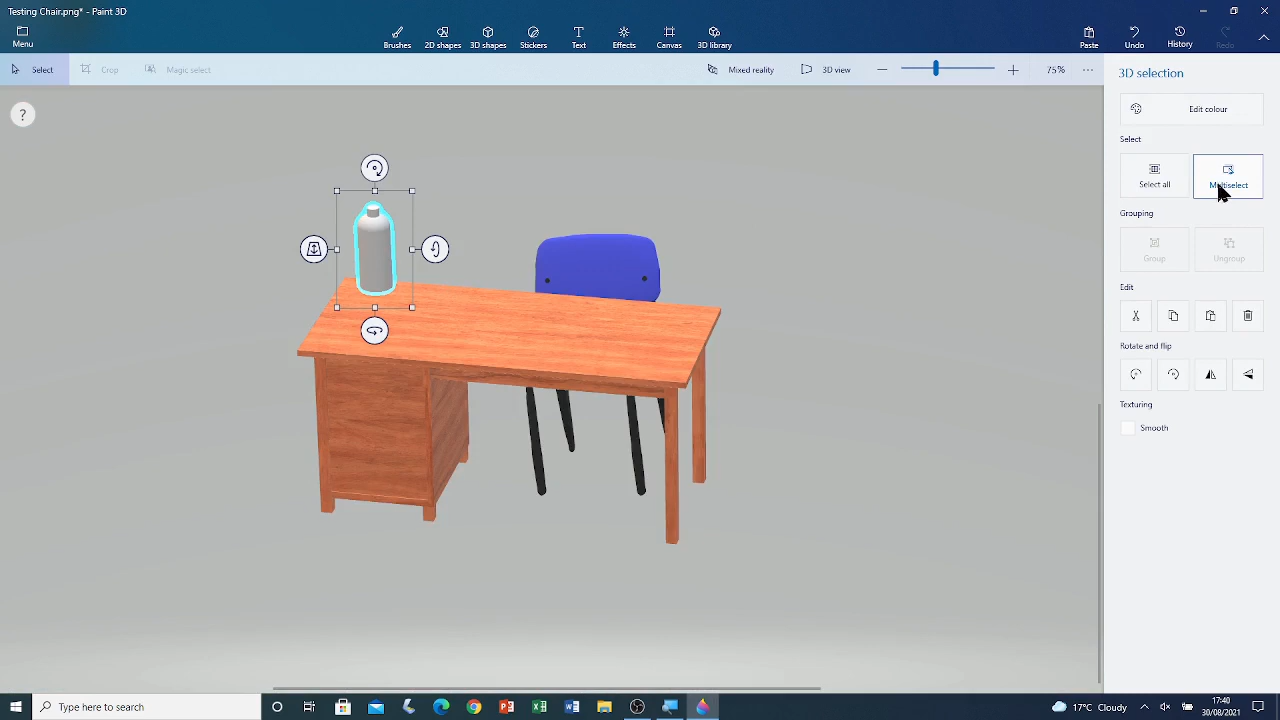 Testing Chair.png* - Paint 3D
Menu
Brushes
2D shapes
3D shapes
Stickers
Text
Effects
Canvas
3D library
Paste
Undo
History
Redo
Select
Crop
Magic select
Mixed reality
3D view
75%
?
3D selection
Edit colour
Select
Select all
Multiselect
Grouping
Group
Ungroup
Edit
Rotate and flip
Texturing
Smooth
Type here to search
17°C Cloudy
17:40
30/08/2021